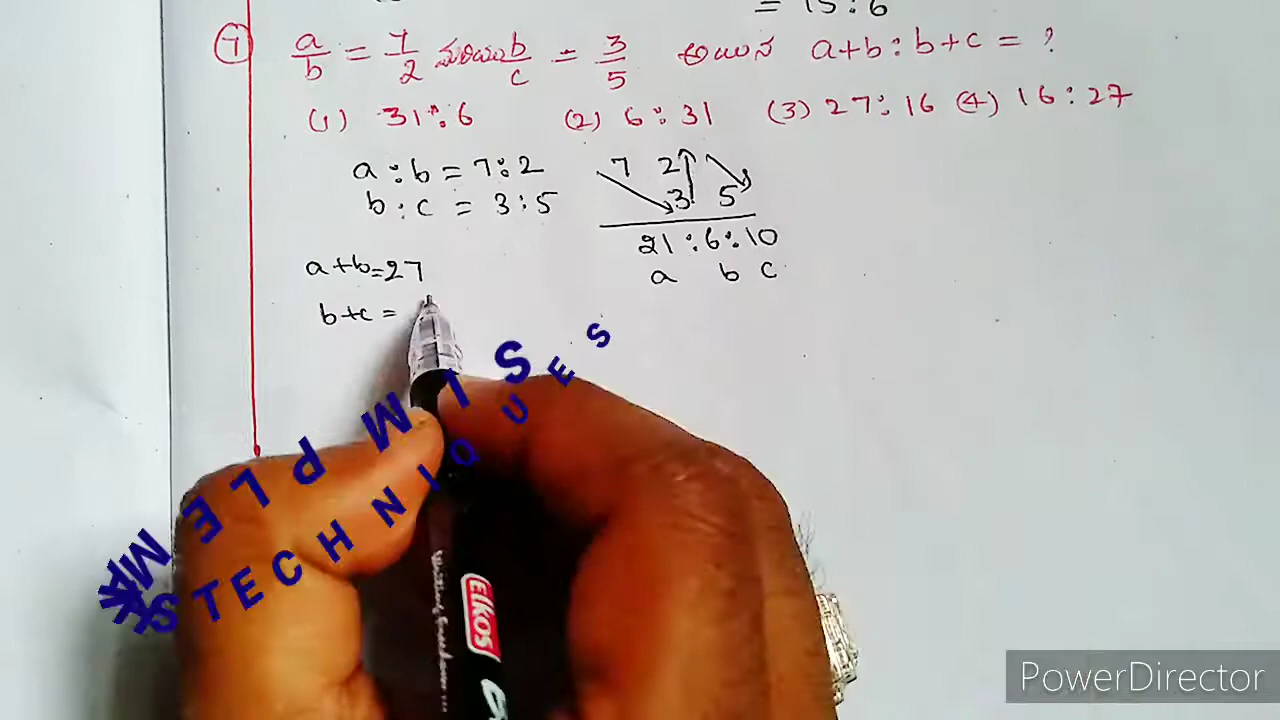 = 15:6
7 a/b = 7/2 మరియు b/c = 3/5 అయిన a+b : b+c = ?
(1) 31:6 (2) 6:31 (3) 27:16 (4) 16:27
a:b = 7:2 7 2
b:c = 3:5 3 5
21:6:10
a+b=27 a b c
b+c =
SIMPLE MAKES
TECHNIQUES
Elkos
PowerDirector